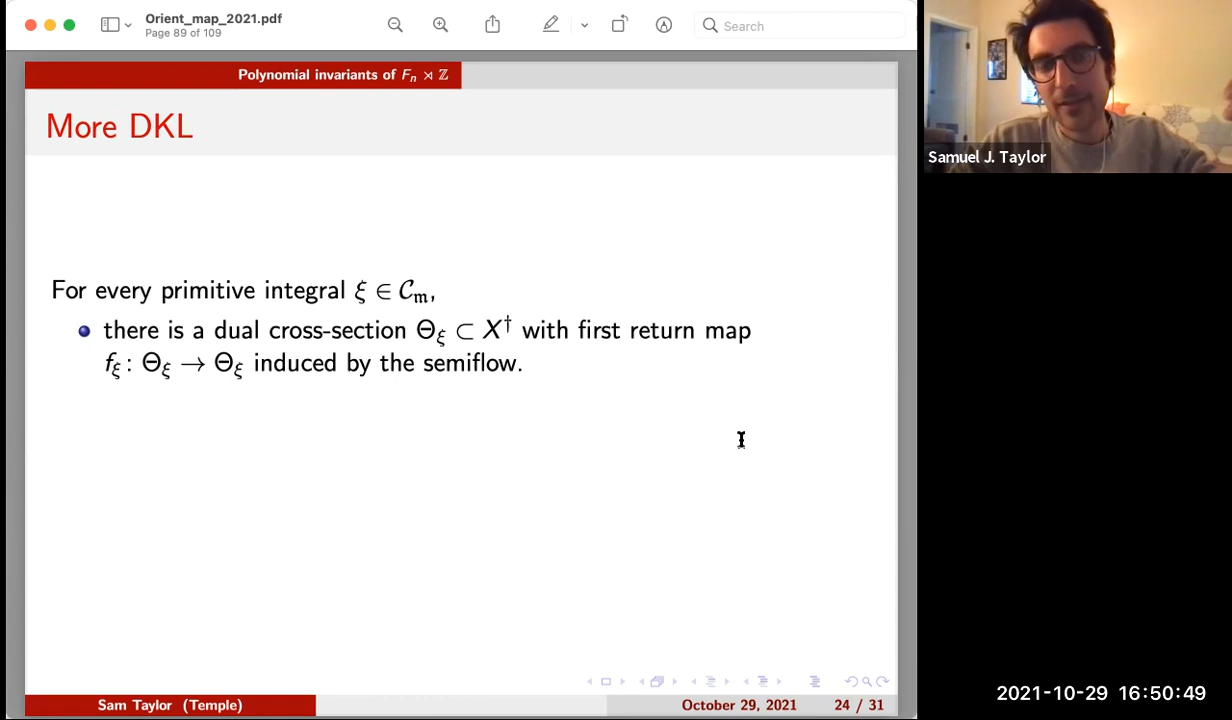 Orient_map_2021.pdf
Page 89 of 109
Search
Polynomial invariants of Fₙ ⋊ ℤ
More DKL
For every primitive integral ξ ∈ 𝒞_𝔪,
there is a dual cross-section Θ_ξ ⊂ X† with first return map
f_ξ : Θ_ξ → Θ_ξ induced by the semiflow.
Sam Taylor (Temple)
October 29, 2021
24 / 31
Samuel J. Taylor
2021-10-29 16:50:49